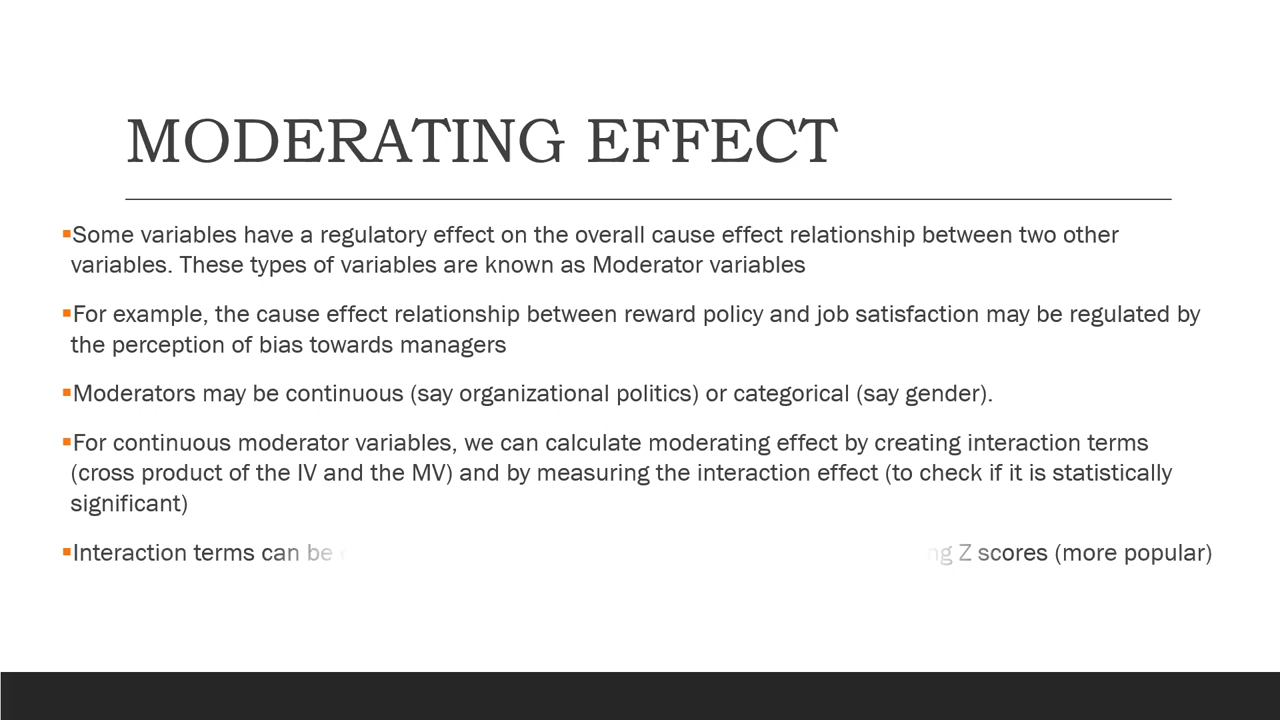 MODERATING EFFECT
▪Some variables have a regulatory effect on the overall cause effect relationship between two other
variables. These types of variables are known as Moderator variables
▪For example, the cause effect relationship between reward policy and job satisfaction may be regulated by
the perception of bias towards managers
▪Moderators may be continuous (say organizational politics) or categorical (say gender).
▪For continuous moderator variables, we can calculate moderating effect by creating interaction terms
(cross product of the IV and the MV) and by measuring the interaction effect (to check if it is statistically
significant)
▪Interaction terms can be Z scores (more popular)